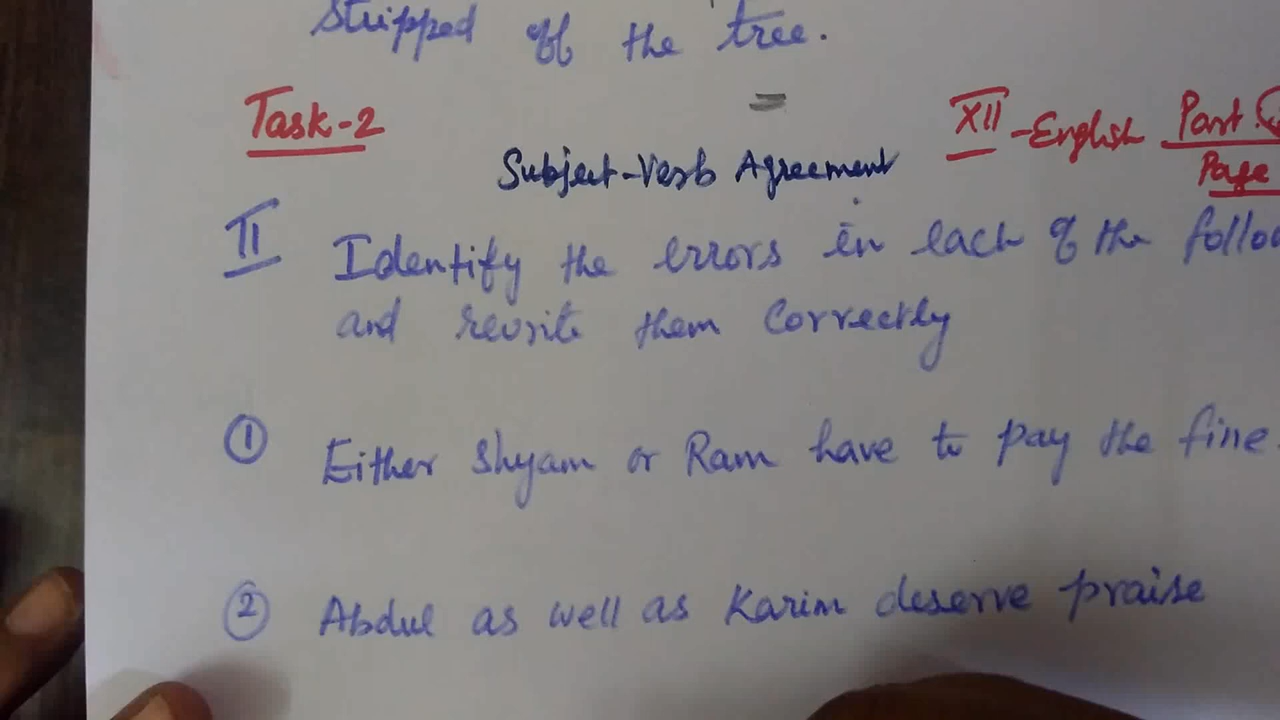 stripped off the tree.
Task-2
XII - English Part
Page
Subject-Verb Agreement
II Identify the errors in each of the follow
and rewrite them correctly
① Either Shyam or Ram have to pay the fine.
② Abdul as well as Karim deserve praise